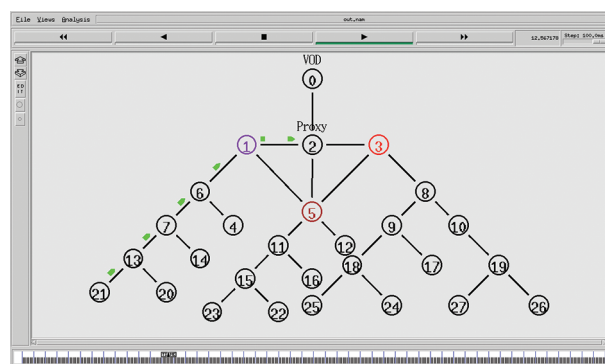 File Views Analysis out.nam
12.567178 Step: 100.0ms
ED
IT
VOD
0
Proxy
1 2 3
6 8
5
7 4 9 10
11 12
13 14 18 17 19
15 16
21 20 25 24 27 26
23 22